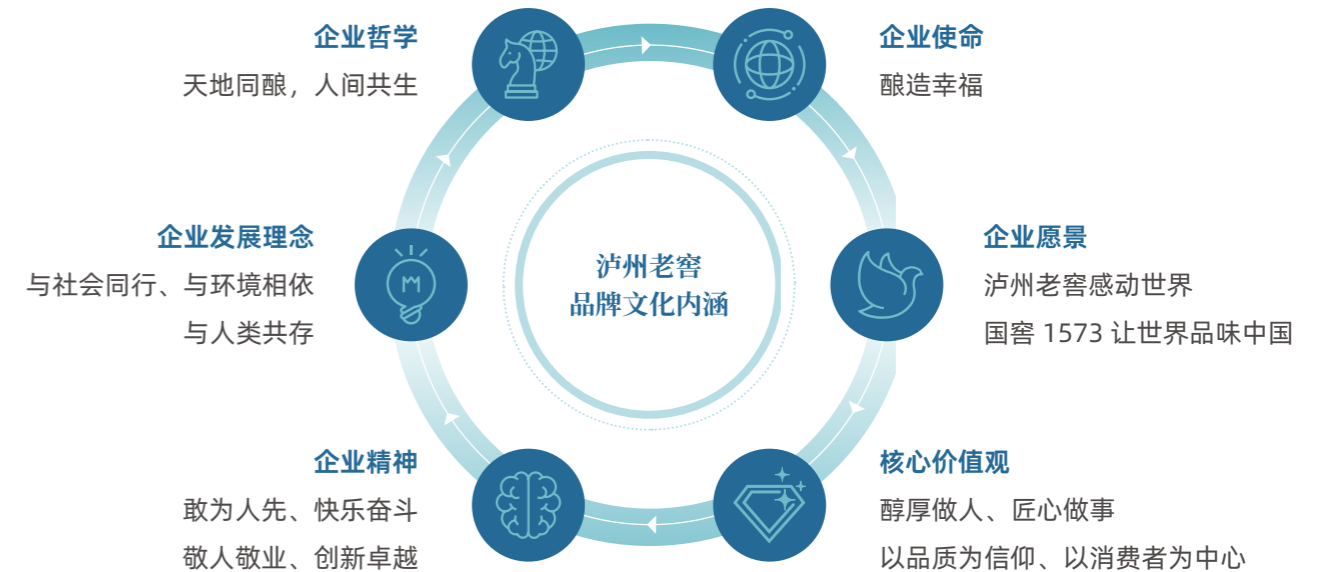 企业哲学
天地同酿，人间共生
企业使命
酿造幸福
企业发展理念
与社会同行、与环境相依
与人类共存
泸州老窖
品牌文化内涵
企业愿景
泸州老窖感动世界
国窖 1573 让世界品味中国
企业精神
敢为人先、快乐奋斗
敬人敬业、创新卓越
核心价值观
醇厚做人、匠心做事
以品质为信仰、以消费者为中心